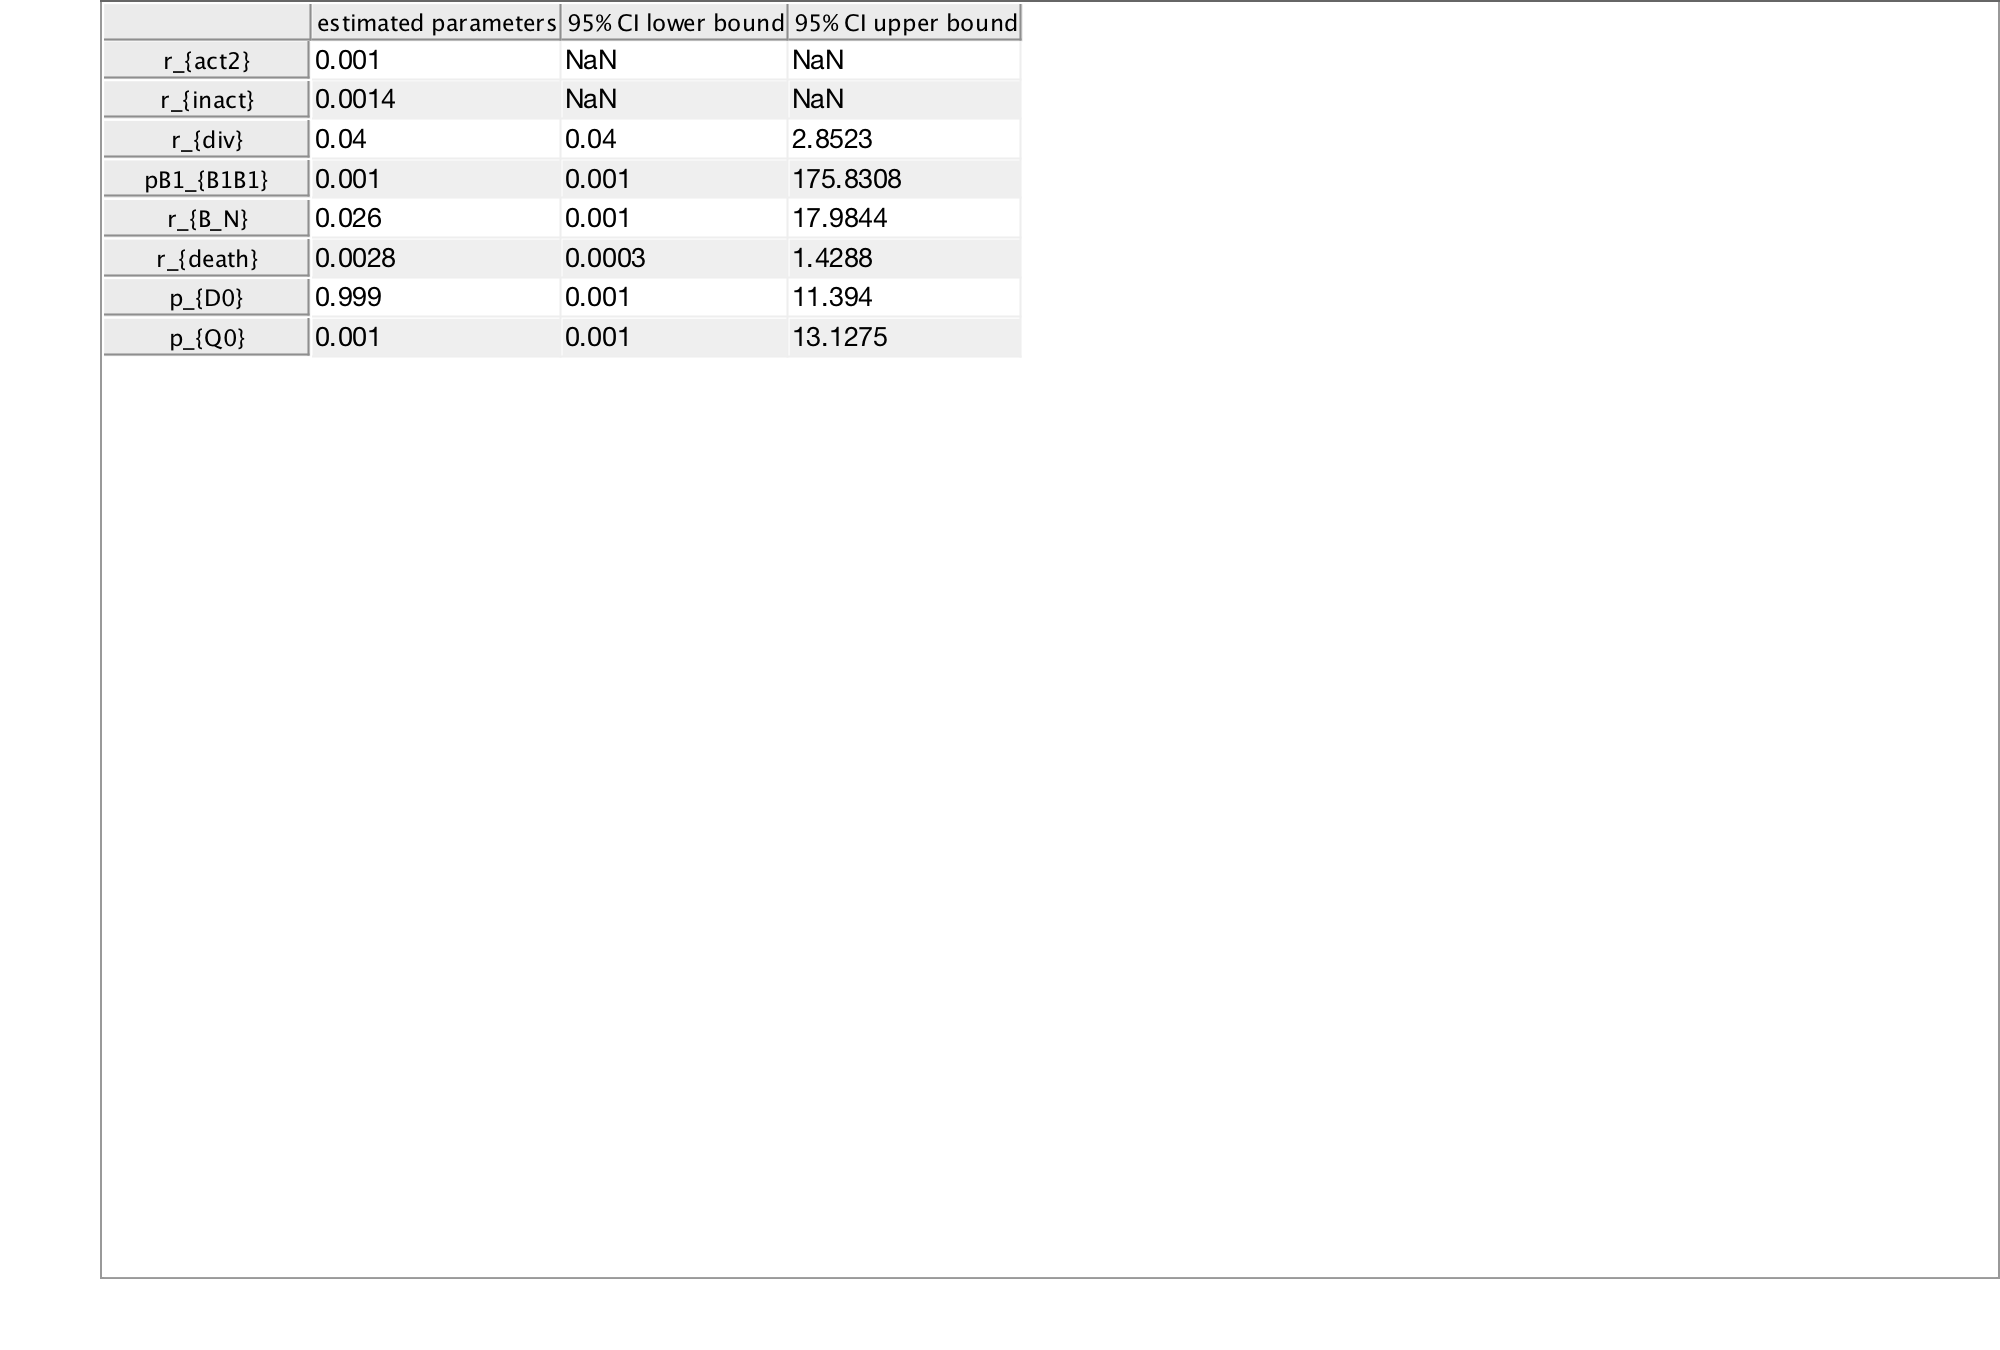 estimated parameters 95% CI lower bound 95% CI upper bound
r_{act2} 0.001 NaN NaN
r_{inact} 0.0014 NaN NaN
r_{div} 0.04 0.04 2.8523
pB1_{B1B1} 0.001 0.001 175.8308
r_{B_N} 0.026 0.001 17.9844
r_{death} 0.0028 0.0003 1.4288
p_{D0} 0.999 0.001 11.394
p_{Q0} 0.001 0.001 13.1275